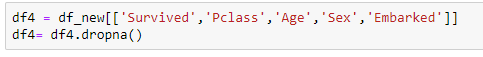 df4 = df_new[['Survived','Pclass','Age','Sex','Embarked']]
df4= df4.dropna()